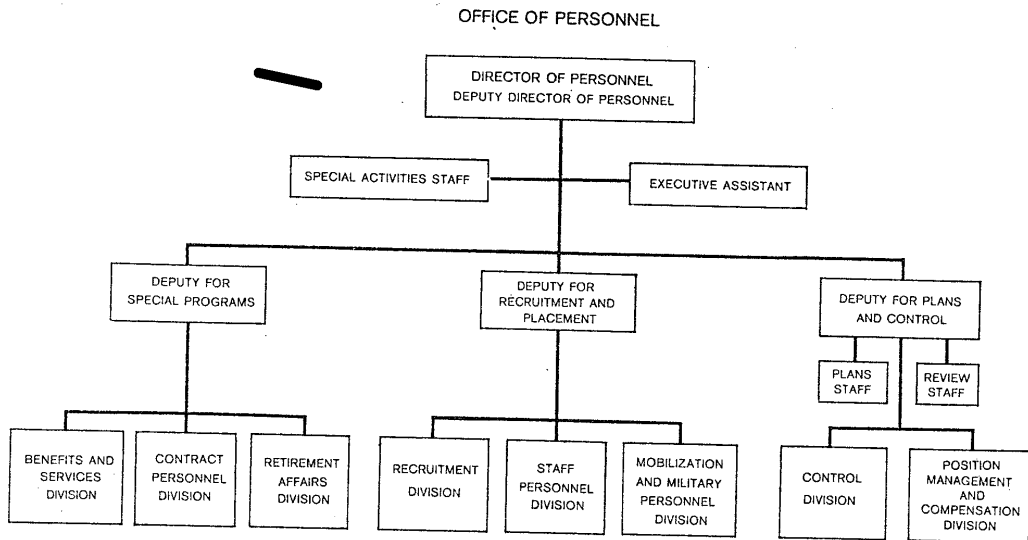 OFFICE OF PERSONNEL
DIRECTOR OF PERSONNEL
DEPUTY DIRECTOR OF PERSONNEL
SPECIAL ACTIVITIES STAFF
EXECUTIVE ASSISTANT
DEPUTY FOR
SPECIAL PROGRAMS
DEPUTY FOR
RECRUITMENT AND
PLACEMENT
DEPUTY FOR PLANS
AND CONTROL
PLANS
STAFF
REVIEW
STAFF
BENEFITS AND
SERVICES
DIVISION
CONTRACT
PERSONNEL
DIVISION
RETIREMENT
AFFAIRS
DIVISION
RECRUITMENT
DIVISION
STAFF
PERSONNEL
DIVISION
MOBILIZATION
AND MILITARY
PERSONNEL
DIVISION
CONTROL
DIVISION
POSITION
MANAGEMENT
AND
COMPENSATION
DIVISION